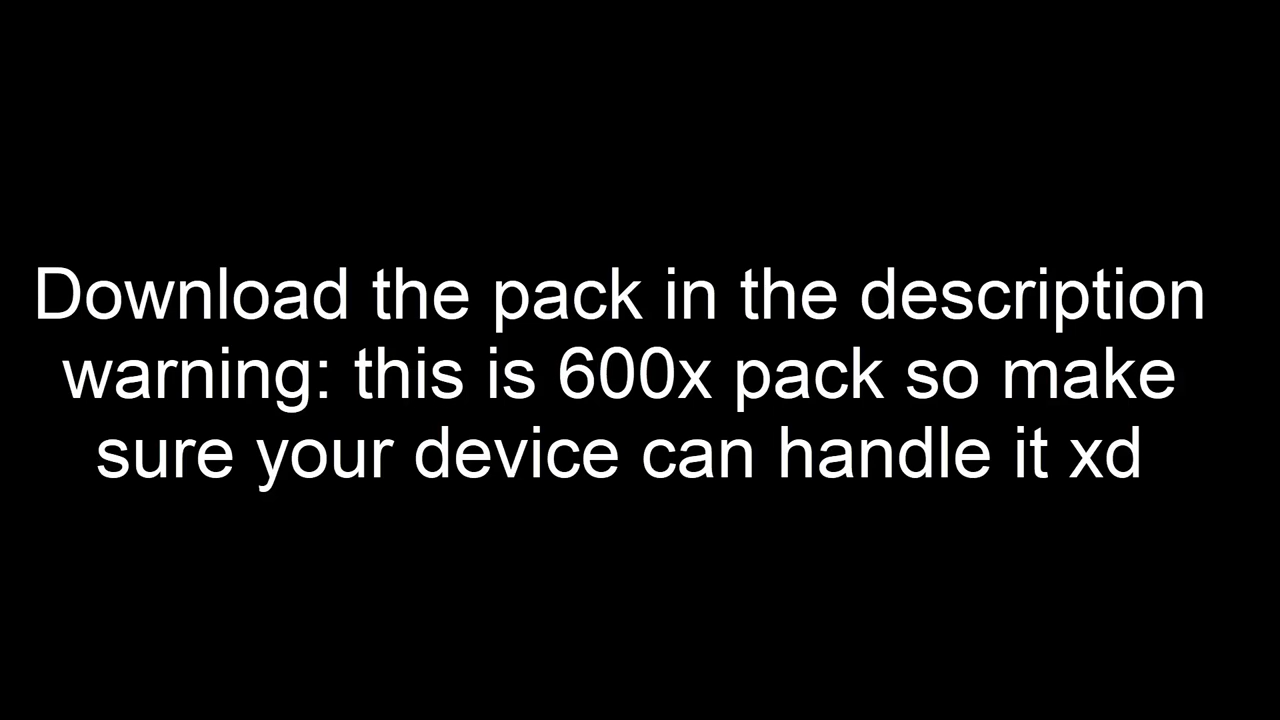 Download the pack in the description
warning: this is 600x pack so make
sure your device can handle it xd